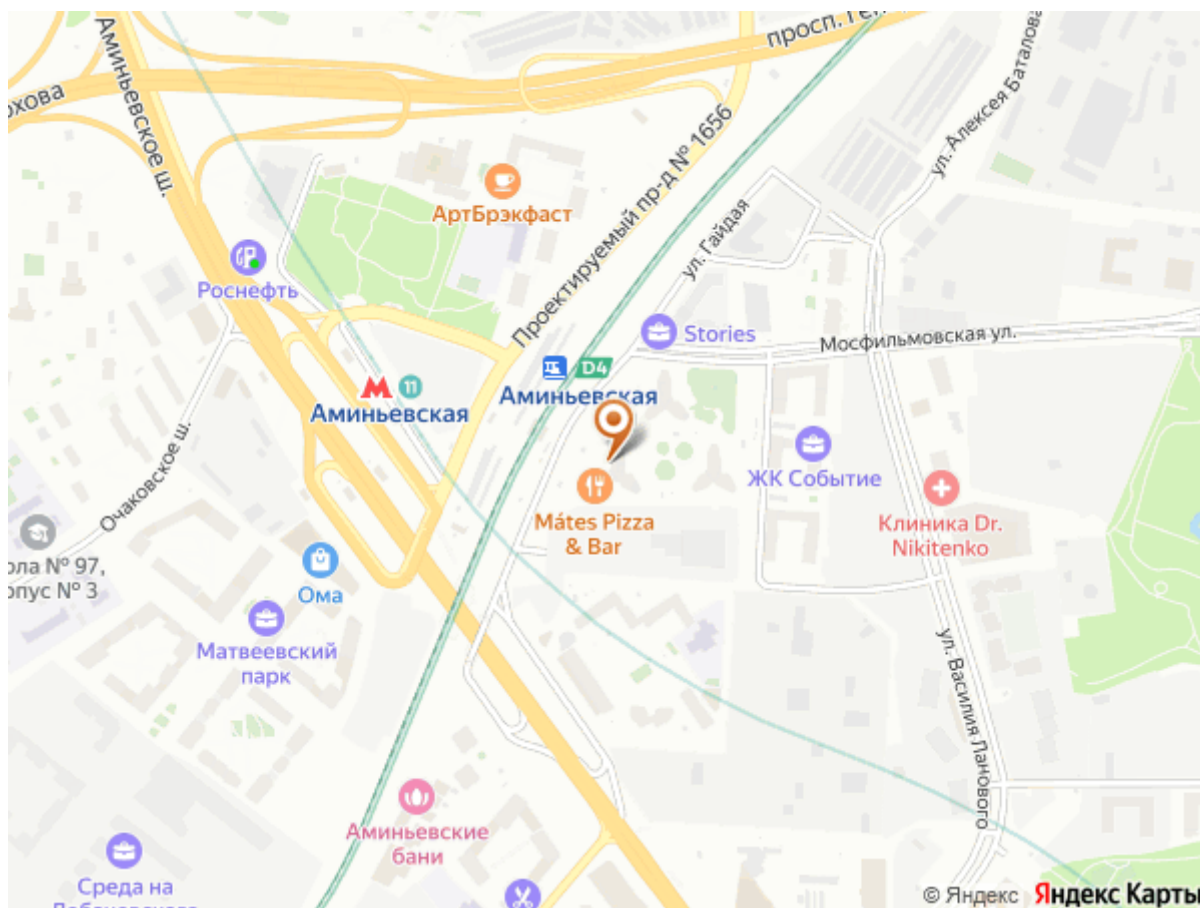 просп. Ген
охова
Аминьевское ш.
ул. Алексея Баталова
Проектируемый пр-д № 1656
АртБрэкфаст
ул. Гайдая
Роснефть
Stories
Мосфильмовская ул.
D4
Аминьевская
11
Аминьевская
Очаковское ш.
ЖК Событие
Mátes Pizza
& Bar
Клиника Dr.
Nikitenko
ола № 97,
рпус № 3
Ома
Матвеевский
парк
ул. Василия Ланового
Аминьевские
бани
Среда на
Лобачевского
© Яндекс Яндекс Карты